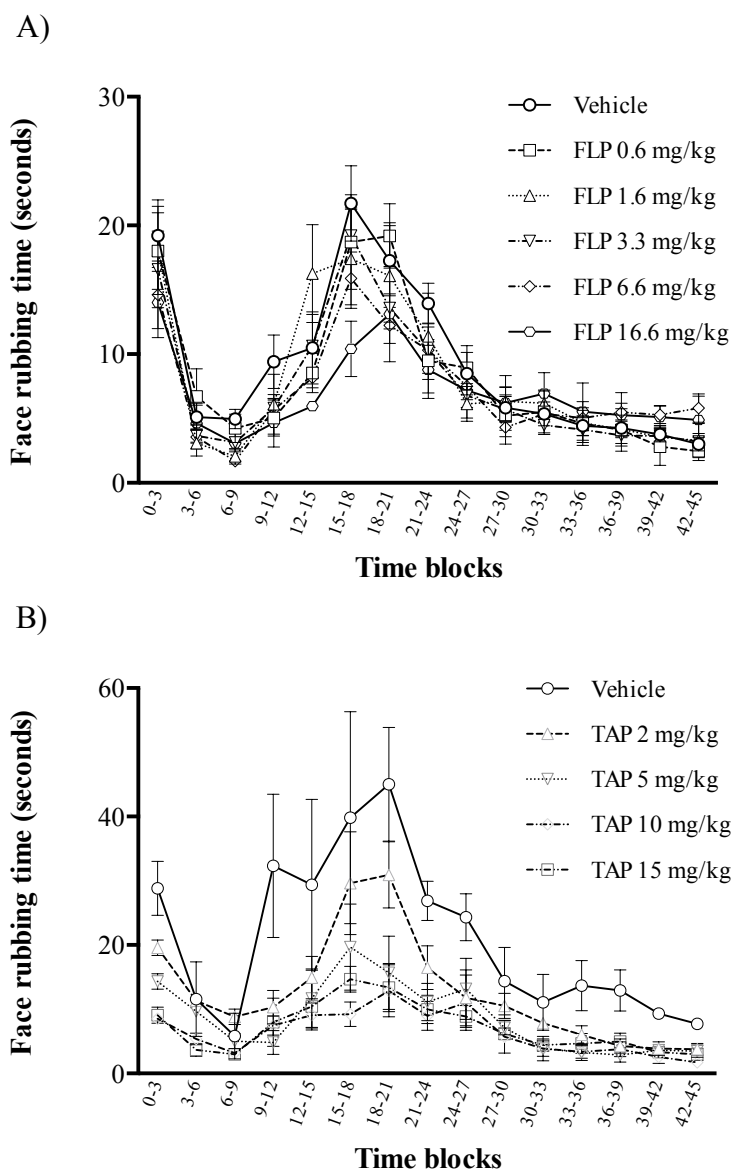 A)
30
20
10
0
Face rubbing time (seconds)
Vehicle
FLP 0.6 mg/kg
FLP 1.6 mg/kg
FLP 3.3 mg/kg
FLP 6.6 mg/kg
FLP 16.6 mg/kg
0-3
3-6
6-9
9-12
12-15
15-18
18-21
21-24
24-27
27-30
30-33
33-36
36-39
39-42
42-45
Time blocks
B)
60
40
20
0
Face rubbing time (seconds)
Vehicle
TAP 2 mg/kg
TAP 5 mg/kg
TAP 10 mg/kg
TAP 15 mg/kg
0-3
3-6
6-9
9-12
12-15
15-18
18-21
21-24
24-27
27-30
30-33
33-36
36-39
39-42
42-45
Time blocks